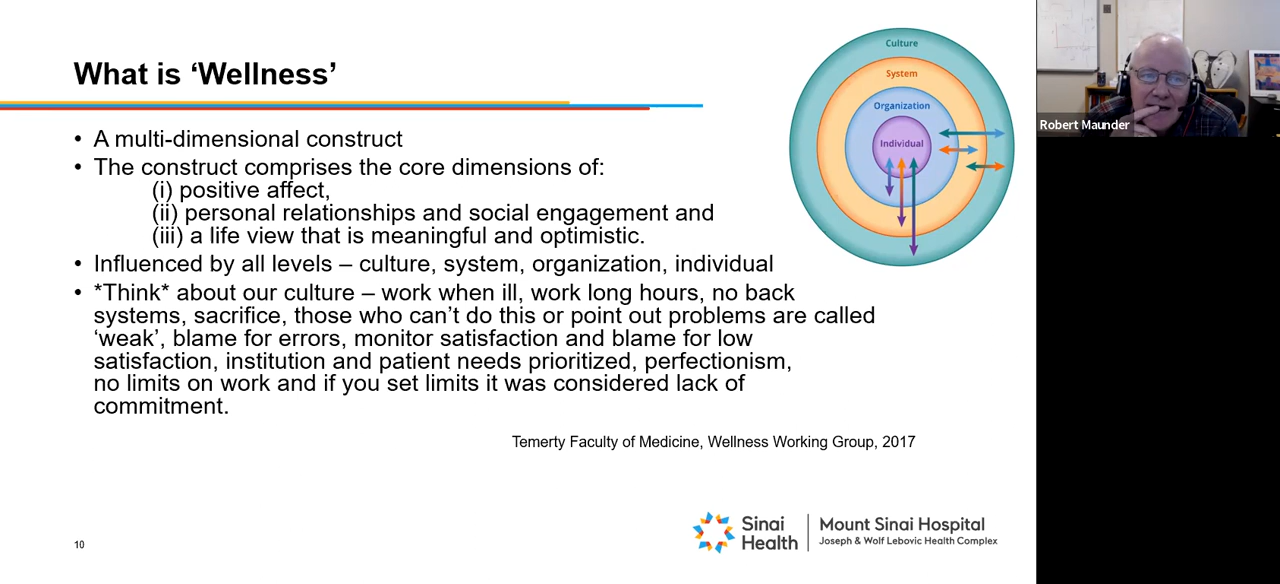 What is ‘Wellness’
• A multi-dimensional construct
• The construct comprises the core dimensions of:
(i) positive affect,
(ii) personal relationships and social engagement and
(iii) a life view that is meaningful and optimistic.
• Influenced by all levels – culture, system, organization, individual
• *Think* about our culture – work when ill, work long hours, no back
systems, sacrifice, those who can’t do this or point out problems are called
‘weak’, blame for errors, monitor satisfaction and blame for low
satisfaction, institution and patient needs prioritized, perfectionism,
no limits on work and if you set limits it was considered lack of
commitment.
Temerty Faculty of Medicine, Wellness Working Group, 2017
Culture
System
Organization
Individual
Robert Maunder
10
Sinai
Health
Mount Sinai Hospital
Joseph & Wolf Lebovic Health Complex